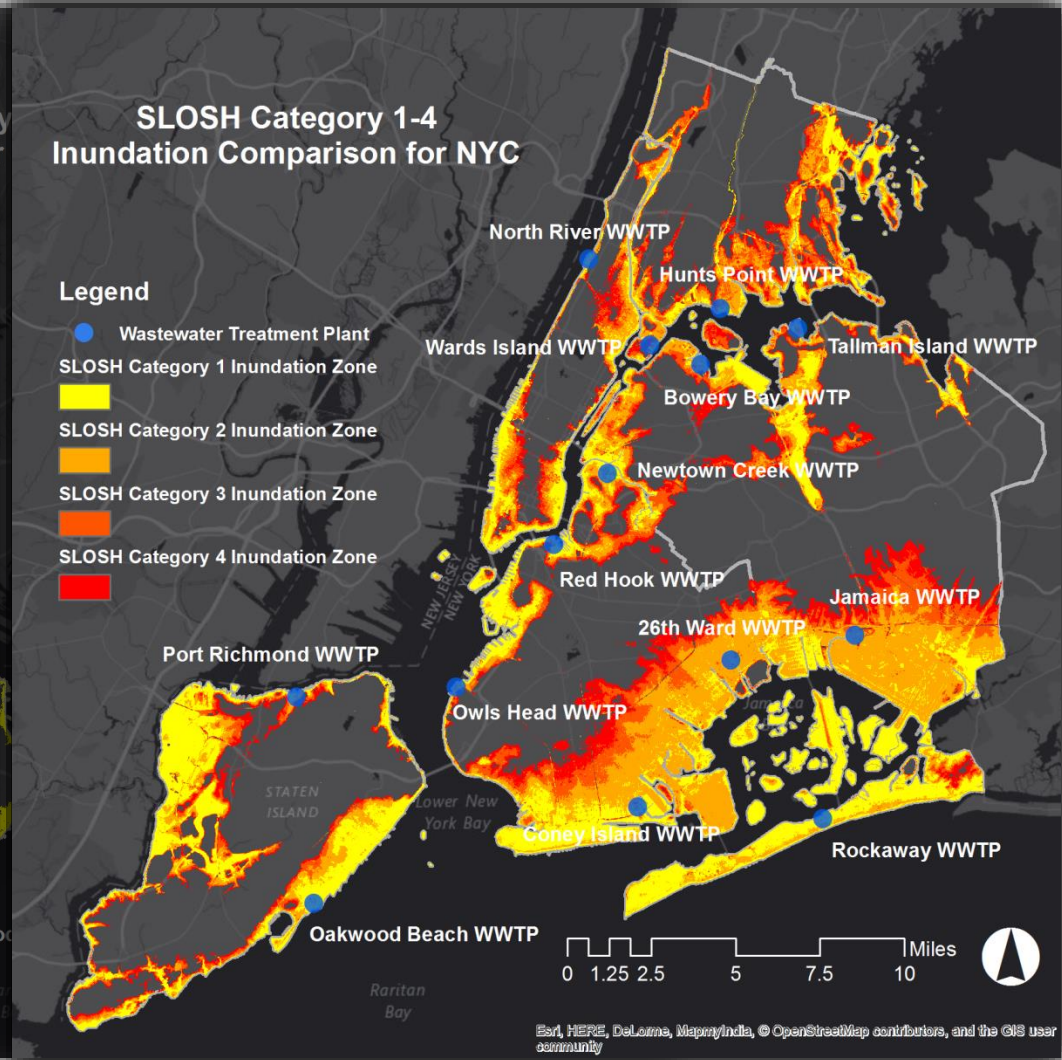 SLOSH Category 1-4
Inundation Comparison for NYC
North River WWTP
Hunts Point WWTP
Legend
Wastewater Treatment Plant
Wards Island WWTP
Tallman Island WWTP
SLOSH Category 1 Inundation Zone
Bowery Bay WWTP
SLOSH Category 2 Inundation Zone
Newtown Creek WWTP
SLOSH Category 3 Inundation Zone
SLOSH Category 4 Inundation Zone
NEW JERSEY
NEW YORK
Red Hook WWTP
Jamaica WWTP
26th Ward WWTP
Port Richmond WWTP
Jamaica
Owls Head WWTP
STATEN
ISLAND
Lower New
York Bay
Coney Island WWTP
Rockaway WWTP
Oakwood Beach WWTP
Miles
0 1.25 2.5 5 7.5 10
Raritan
Bay
Esri, HERE, DeLorme, MapmyIndia, © OpenStreetMap contributors, and the GIS user
community